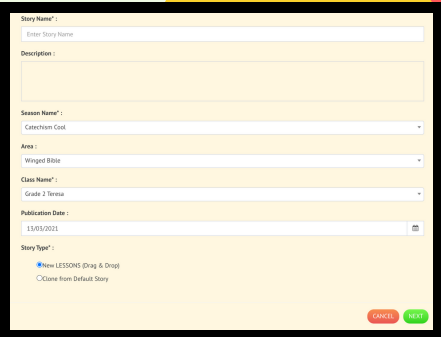 Story Name* :
Enter Story Name
Description :
Season Name* :
Catechism Cool
Area :
Winged Bible
Class Name* :
Grade 2 Teresa
Publication Date :
13/03/2021
Story Type* :
New LESSONS (Drag & Drop)
Clone from Default Story
CANCEL NEXT